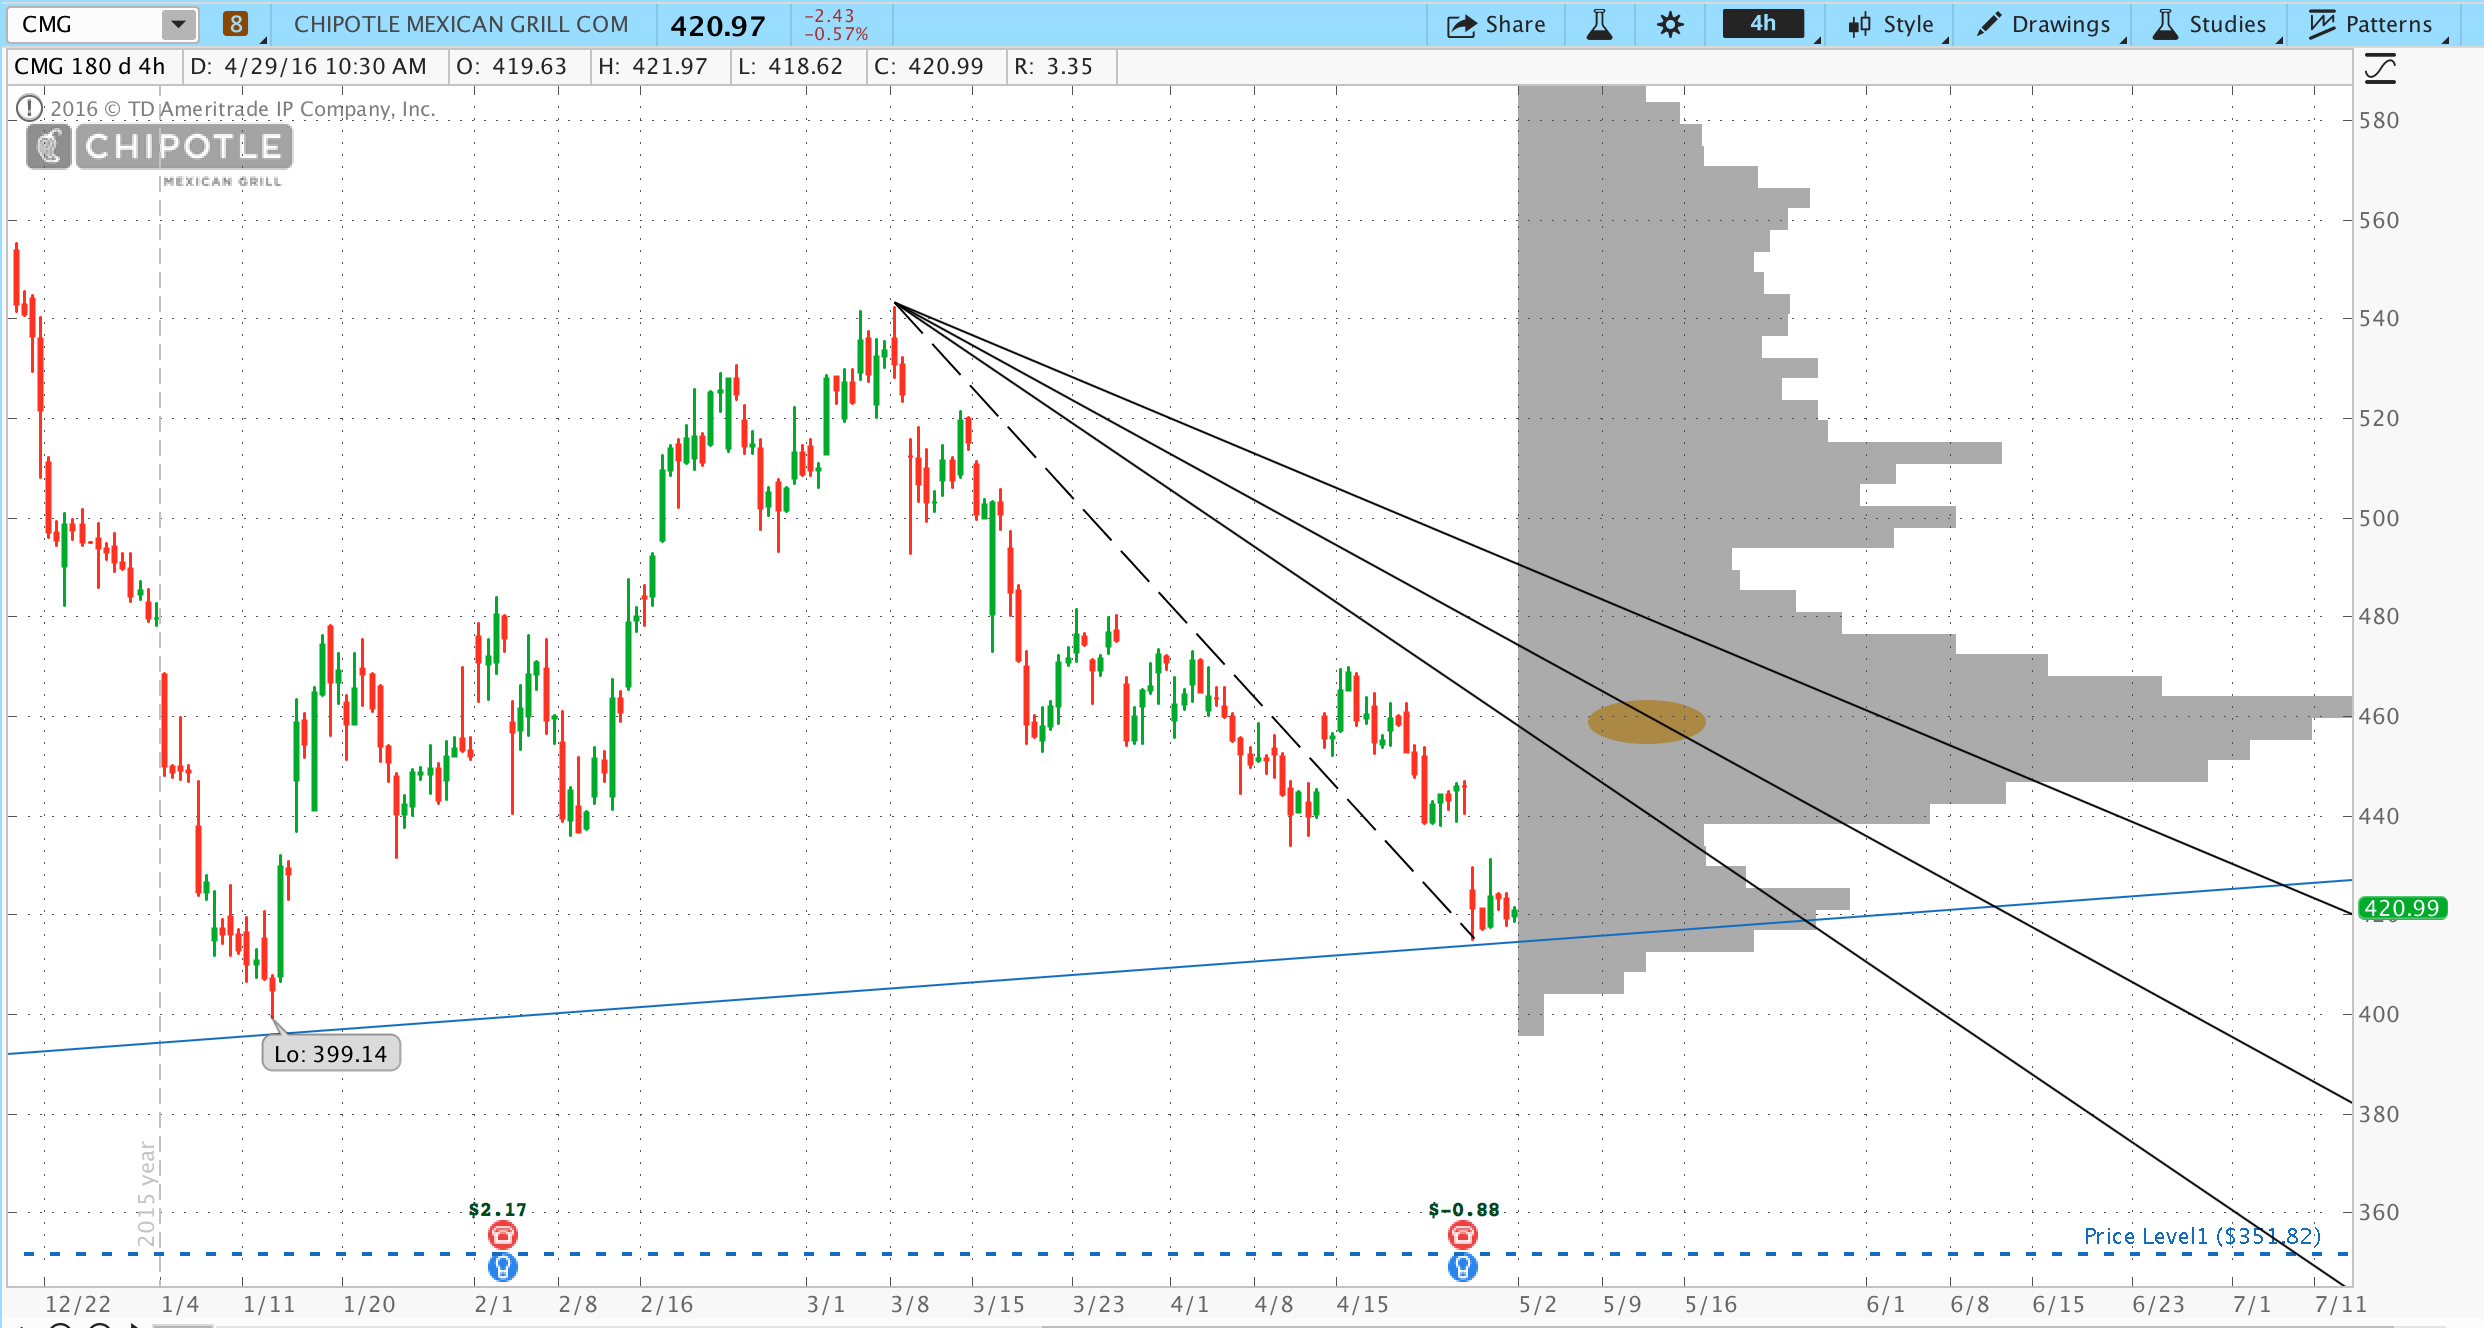 CMG 8 CHIPOTLE MEXICAN GRILL COM 420.97 -2.43 -0.57% Share 4h Style Drawings Studies Patterns
CMG 180 d 4h D: 4/29/16 10:30 AM O: 419.63 H: 421.97 L: 418.62 C: 420.99 R: 3.35
2016 © TD Ameritrade IP Company, Inc.
CHIPOTLE
MEXICAN GRILL
580
560
540
520
500
480
460
440
420.99
400
Lo: 399.14
380
2015 year
$2.17 $-0.88
360
Price Level1 ($351.82)
12/22 1/4 1/11 1/20 2/1 2/8 2/16 3/1 3/8 3/15 3/23 4/1 4/8 4/15 5/2 5/9 5/16 6/1 6/8 6/15 6/23 7/1 7/11